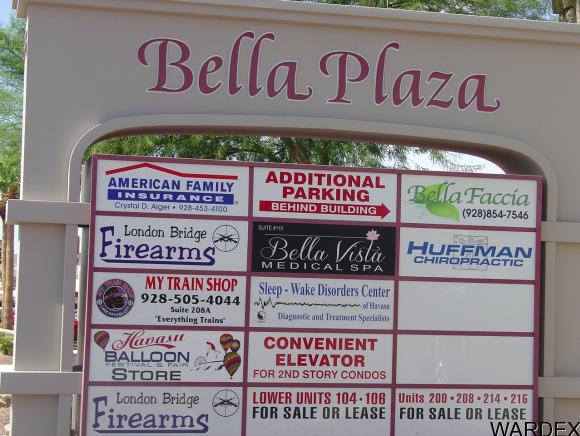 Bella Plaza
AMERICAN FAMILY
INSURANCE
Crystal D. Alger • 928-453-4100
ADDITIONAL
PARKING
BEHIND BUILDING
Bella Faccia
(928)854-7546
London Bridge
Firearms
SUITE #110
Bella Vista
MEDICAL SPA
HUFFMAN
CHIROPRACTIC
MY TRAIN SHOP
928-505-4044
Suite 208A
"Everything Trains"
Sleep - Wake Disorders Center
of Havasu
Diagnostic and Treatment Specialists
Havasu
BALLOON
FESTIVAL & FAIR
STORE
CONVENIENT
ELEVATOR
FOR 2ND STORY CONDOS
London Bridge
Firearms
LOWER UNITS 104 • 106
FOR SALE OR LEASE
Units 200 • 208 • 214 • 216
FOR SALE OR LEASE
WARDEX